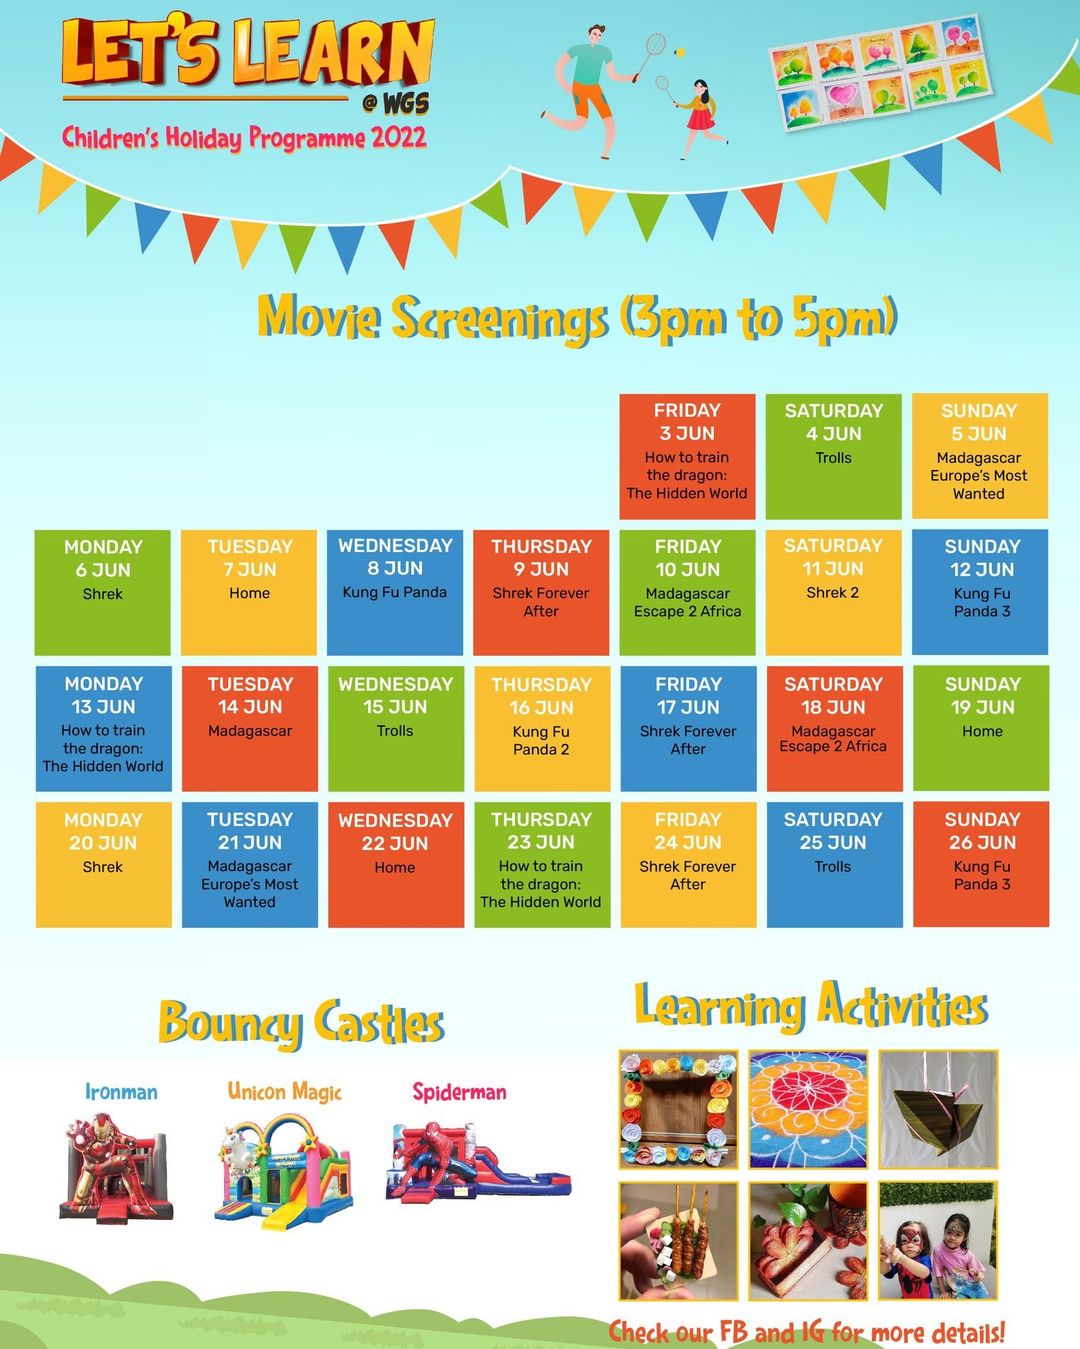 LET'S LEARN
@ WGS
Children's Holiday Programme 2022
Movie Screenings (3pm to 5pm)
FRIDAY
3 JUN
How to train
the dragon:
The Hidden World
SATURDAY
4 JUN
Trolls
SUNDAY
5 JUN
Madagascar
Europe's Most
Wanted
MONDAY
6 JUN
Shrek
TUESDAY
7 JUN
Home
WEDNESDAY
8 JUN
Kung Fu Panda
THURSDAY
9 JUN
Shrek Forever
After
FRIDAY
10 JUN
Madagascar
Escape 2 Africa
SATURDAY
11 JUN
Shrek 2
SUNDAY
12 JUN
Kung Fu
Panda 3
MONDAY
13 JUN
How to train
the dragon:
The Hidden World
TUESDAY
14 JUN
Madagascar
WEDNESDAY
15 JUN
Trolls
THURSDAY
16 JUN
Kung Fu
Panda 2
FRIDAY
17 JUN
Shrek Forever
After
SATURDAY
18 JUN
Madagascar
Escape 2 Africa
SUNDAY
19 JUN
Home
MONDAY
20 JUN
Shrek
TUESDAY
21 JUN
Madagascar
Europe's Most
Wanted
WEDNESDAY
22 JUN
Home
THURSDAY
23 JUN
How to train
the dragon:
The Hidden World
FRIDAY
24 JUN
Shrek Forever
After
SATURDAY
25 JUN
Trolls
SUNDAY
26 JUN
Kung Fu
Panda 3
Bouncy Castles
Ironman
Unicon Magic
Spiderman
Learning Activities
Check our FB and IG for more details!